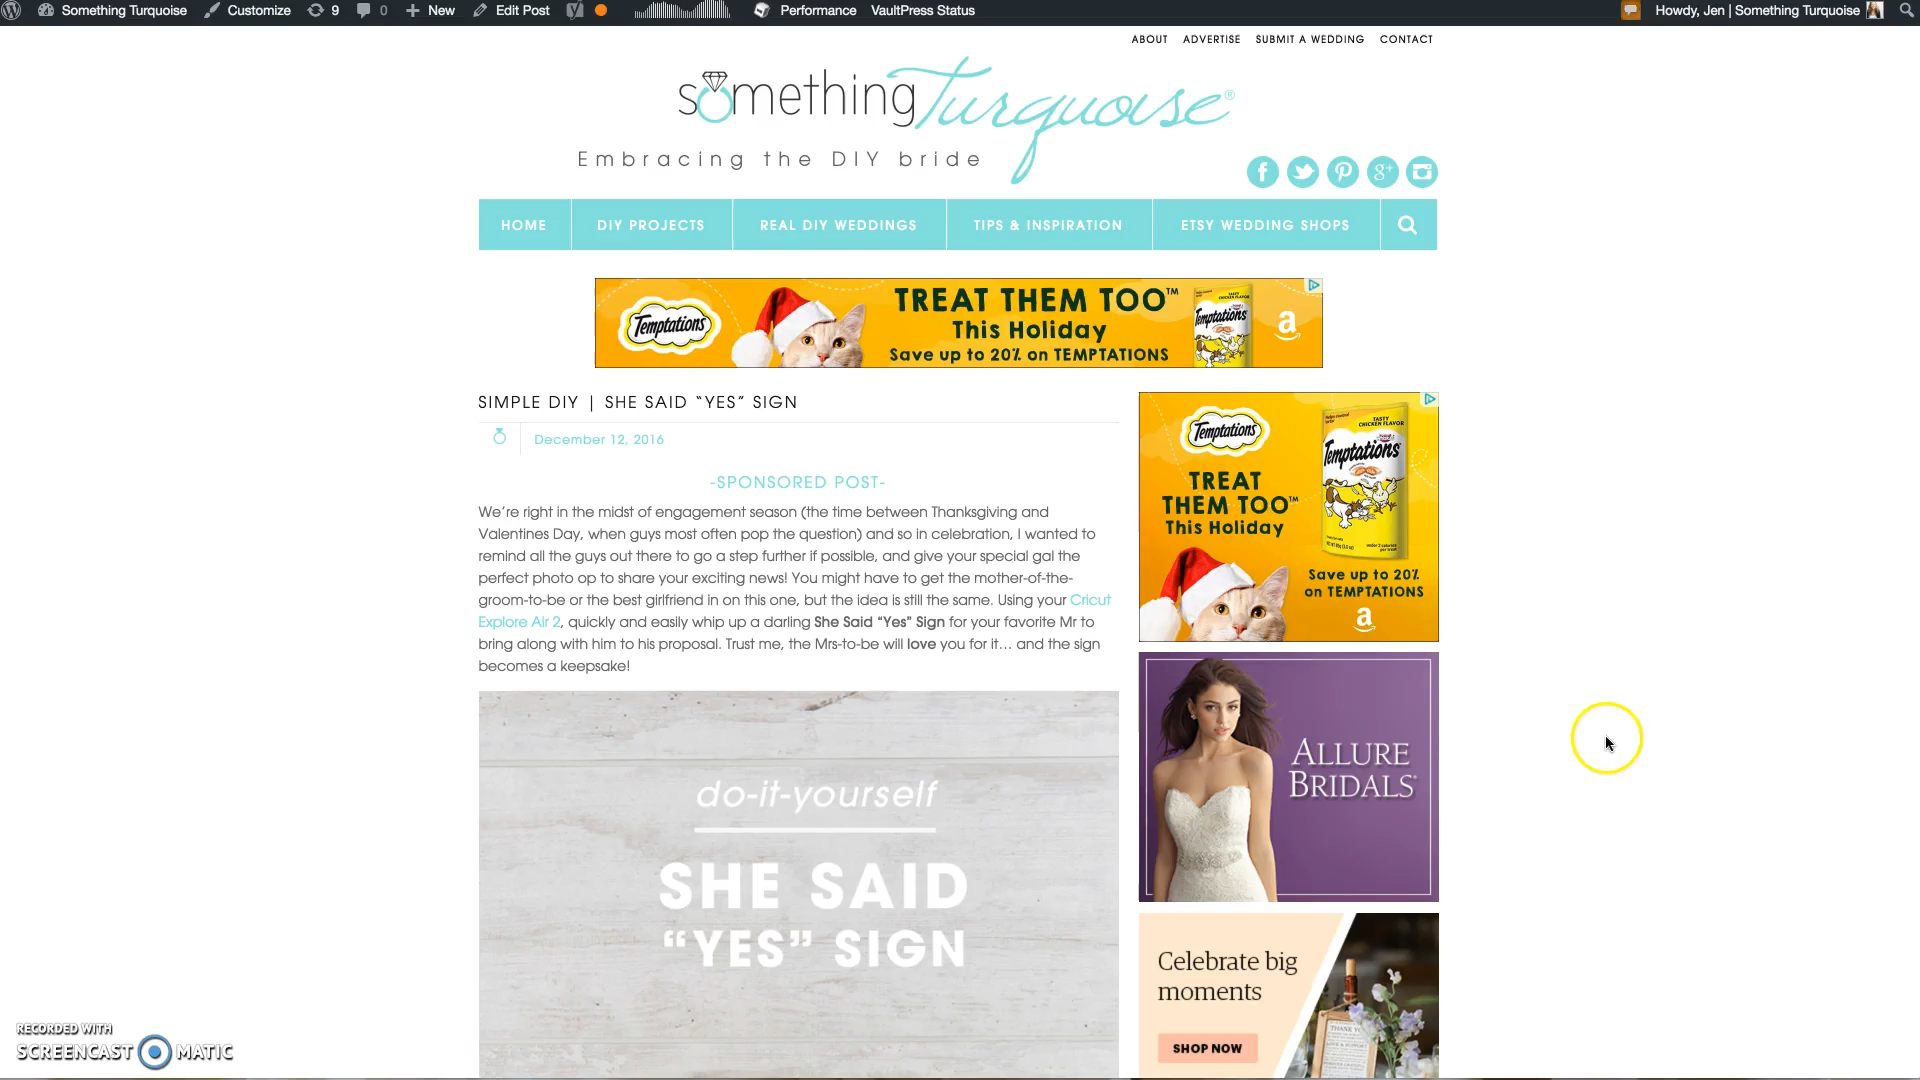 Something Turquoise Customize 9 0 New Edit Post Performance VaultPress Status Howdy, Jen | Something Turquoise
ABOUT ADVERTISE SUBMIT A WEDDING CONTACT
something Turquoise®
Embracing the DIY bride
HOME DIY PROJECTS REAL DIY WEDDINGS TIPS & INSPIRATION ETSY WEDDING SHOPS
Temptations
TREAT THEM TOO™
This Holiday
Save up to 20% on TEMPTATIONS
TASTY
CHICKEN FLAVOR
Temptations
a
SIMPLE DIY | SHE SAID “YES” SIGN
December 12, 2016
-SPONSORED POST-
We’re right in the midst of engagement season (the time between Thanksgiving and
Valentines Day, when guys most often pop the question) and so in celebration, I wanted to
remind all the guys out there to go a step further if possible, and give your special gal the
perfect photo op to share your exciting news! You might have to get the mother-of-the-
groom-to-be or the best girlfriend in on this one, but the idea is still the same. Using your Cricut
Explore Air 2, quickly and easily whip up a darling She Said “Yes” Sign for your favorite Mr to
bring along with him to his proposal. Trust me, the Mrs-to-be will love you for it… and the sign
becomes a keepsake!
do-it-yourself
SHE SAID
“YES” SIGN
Temptations
TREAT
THEM TOO™
This Holiday
TASTY
CHICKEN FLAVOR
Temptations
Save up to 20%
on TEMPTATIONS
a
ALLURE
BRIDALS®
Celebrate big
moments
SHOP NOW
THANK YOU
RECORDED WITH
SCREENCAST MATIC